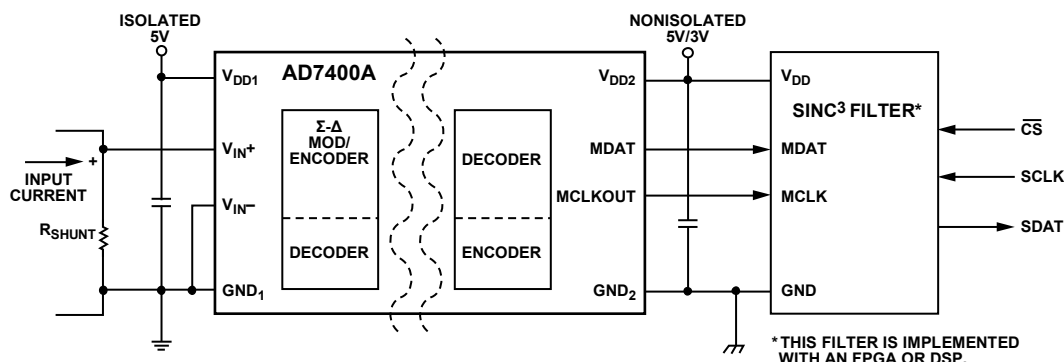 ISOLATED
5V
NONISOLATED
5V/3V
AD7400A
VDD1
VDD2
VDD
SINC3 FILTER*
Σ-Δ
MOD/
ENCODER
DECODER
VIN+
MDAT
MDAT
CS
INPUT
CURRENT
+
MCLKOUT
MCLK
SCLK
VIN–
RSHUNT
DECODER
ENCODER
SDAT
GND1
GND2
GND
*THIS FILTER IS IMPLEMENTED
WITH AN FPGA OR DSP.